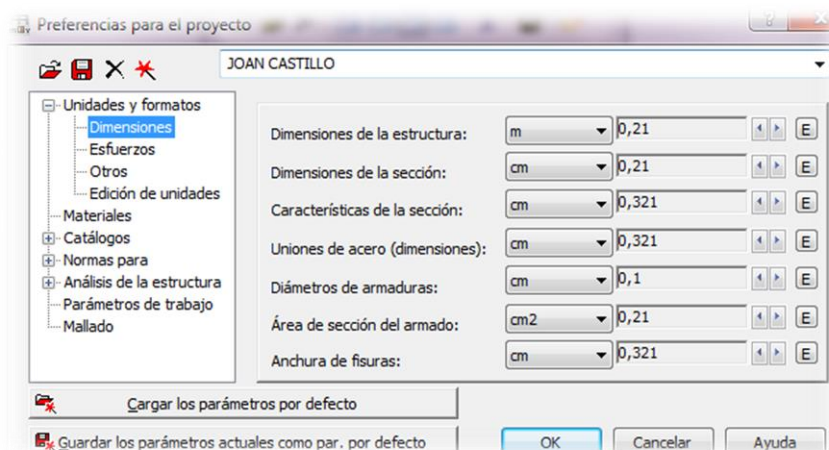 Preferencias para el proyecto
JOAN CASTILLO
Unidades y formatos
Dimensiones
Esfuerzos
Otros
Edición de unidades
Materiales
Catálogos
Normas para
Análisis de la estructura
Parámetros de trabajo
Mallado
Dimensiones de la estructura: m 0,21 E
Dimensiones de la sección: cm 0,21 E
Características de la sección: cm 0,321 E
Uniones de acero (dimensiones): cm 0,321 E
Diámetros de armaduras: cm 0,1 E
Área de sección del armado: cm2 0,21 E
Anchura de fisuras: cm 0,321 E
Cargar los parámetros por defecto
Guardar los parámetros actuales como par. por defecto
OK Cancelar Ayuda